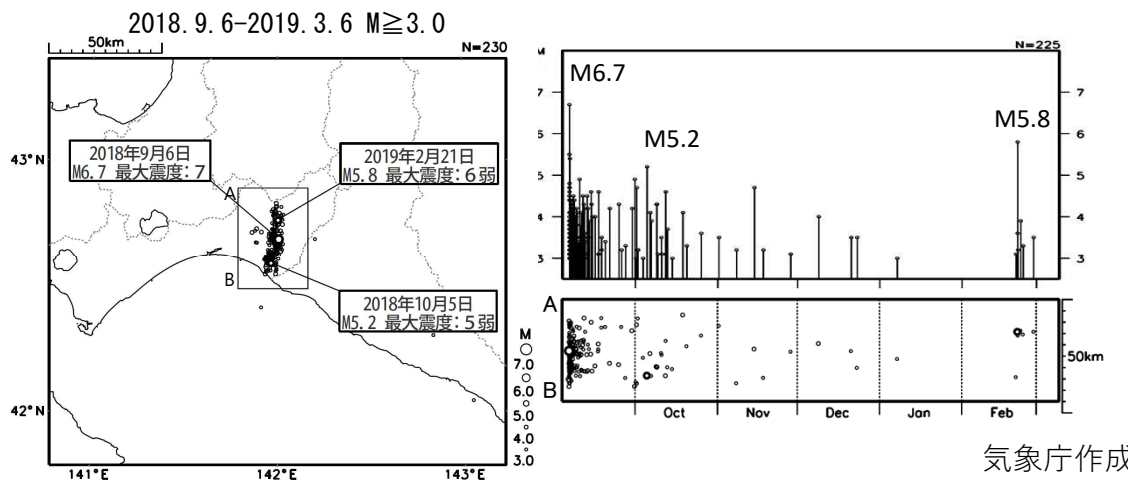 2018.9.6-2019.3.6 M≧3.0
50km
N=230
43°N
42°N
141°E
142°E
143°E
2018年9月6日
M6.7 最大震度:7
2019年2月21日
M5.8 最大震度:6弱
2018年10月5日
M5.2 最大震度:5弱
A
B
M
7.0
6.0
5.0
4.0
3.0
M
N=225
M6.7
M5.2
M5.8
7
6
5
4
3
7
6
5
4
3
A
B
50km
Oct
Nov
Dec
Jan
Feb
気象庁作成